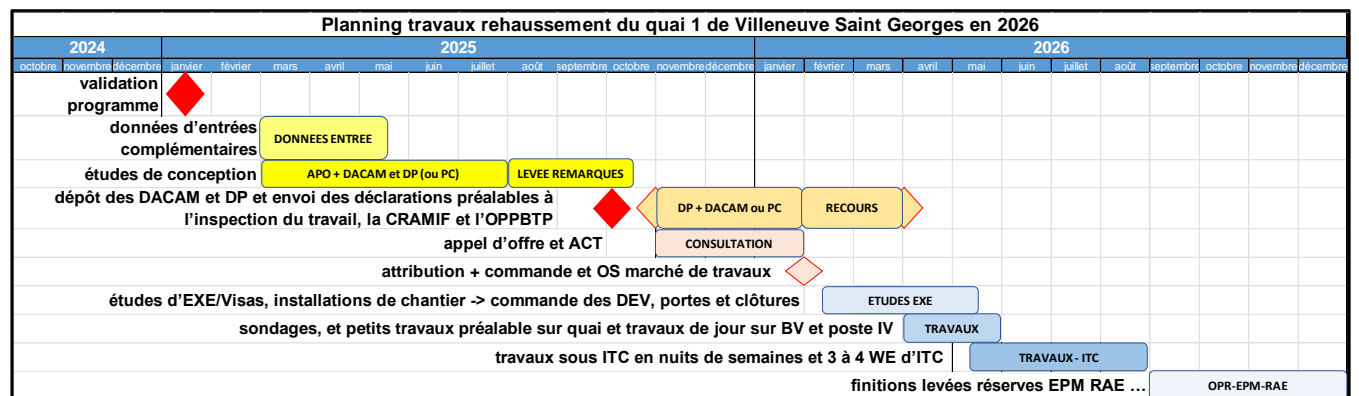 Planning travaux rehaussement du quai 1 de Villeneuve Saint Georges en 2026
2024 2025 2026
octobre novembre décembre janvier février mars avril mai juin juillet août septembre octobre novembre décembre janvier février mars avril mai juin juillet août septembre octobre novembre décembre
validation
programme
données d'entrées
complémentaires
DONNEES ENTREE
études de conception APO + DACAM et DP (ou PC) LEVEE REMARQUES
dépôt des DACAM et DP et envoi des déclarations préalables à
l'inspection du travail, la CRAMIF et l'OPPBTP
DP + DACAM ou PC RECOURS
appel d'offre et ACT CONSULTATION
attribution + commande et OS marché de travaux
études d'EXE/Visas, installations de chantier -> commande des DEV, portes et clôtures ETUDES EXE
sondages, et petits travaux préalable sur quai et travaux de jour sur BV et poste IV TRAVAUX
travaux sous ITC en nuits de semaines et 3 à 4 WE d'ITC TRAVAUX - ITC
finitions levées réserves EPM RAE … OPR-EPM-RAE